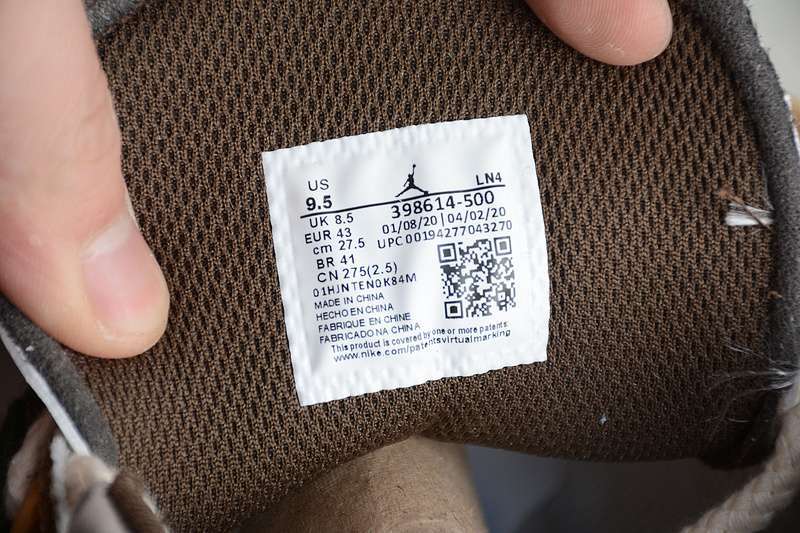 US
LN4
9.5
398614-500
UK 8.5
01/08/20 | 04/02/20
EUR 43
UPC 00194277043270
cm 27.5
BR 41
CN 275(2.5)
01HJNTEN0K84M
MADE IN CHINA
HECHO EN CHINA
FABRIQUE EN CHINE
FABRICADO NA CHINA
This product is covered by one or more patents
www.nike.com/patentsvirtualmarking